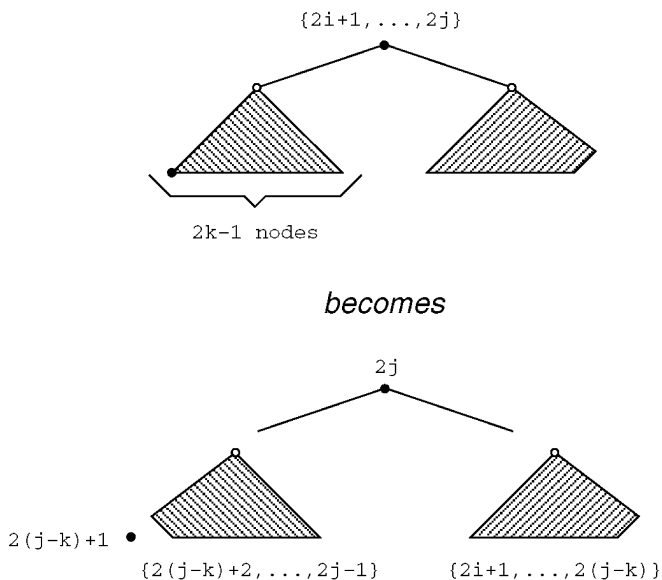 {2i+1,...,2j}
2k-1 nodes
becomes
2j
2(j-k)+1
{2(j-k)+2,...,2j-1}
{2i+1,...,2(j-k)}